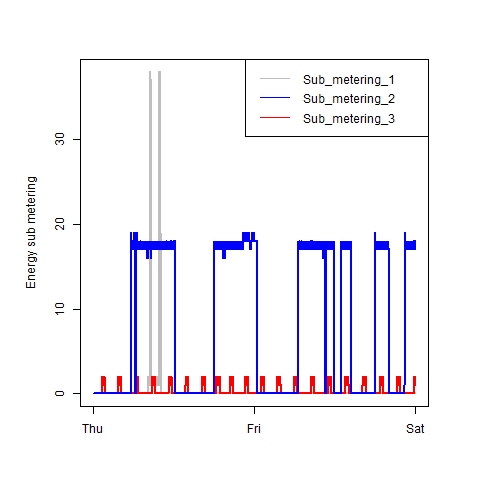 Sub_metering_1
Sub_metering_2
Sub_metering_3
Energy sub metering
30
20
10
0
Thu
Fri
Sat